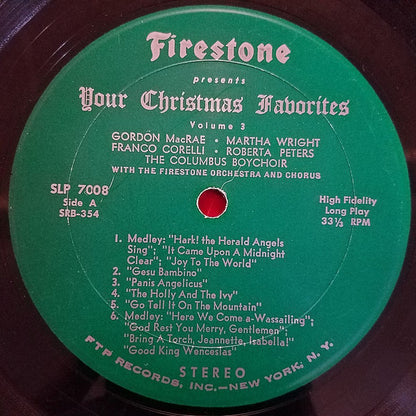 Firestone
presents
Your Christmas Favorites
Volume 3
GORDON MacRAE • MARTHA WRIGHT
FRANCO CORELLI • ROBERTA PETERS
THE COLUMBUS BOYCHOIR
WITH THE FIRESTONE ORCHESTRA AND CHORUS
SLP 7008
Side A
SRB-354
High Fidelity
Long Play
33⅓ RPM
1. Medley: "Hark! the Herald Angels
Sing"; "It Came Upon A Midnight
Clear"; "Joy To The World"
2. "Gesu Bambino"
3. "Panis Angelicus"
4. "The Holly And The Ivy"
5. "Go Tell It On The Mountain"
6. Medley: "Here We Come a-Wassailing";
"God Rest You Merry, Gentlemen";
"Bring A Torch, Jeannette, Isabella!"
"Good King Wenceslas"
STEREO
FTP RECORDS, INC.—NEW YORK, N. Y.